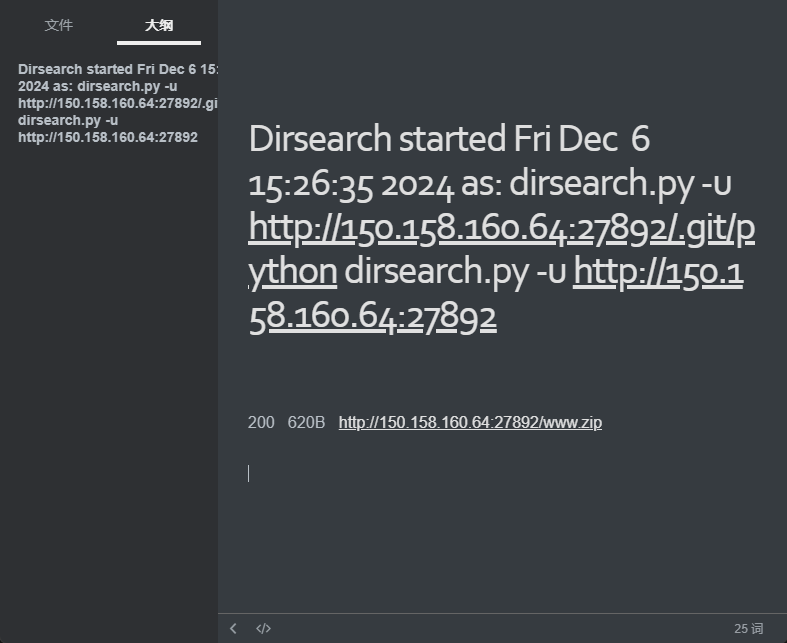 文件 大纲
Dirsearch started Fri Dec 6 15:
2024 as: dirsearch.py -u
http://150.158.160.64:27892/.gi
dirsearch.py -u
http://150.158.160.64:27892
Dirsearch started Fri Dec  6
15:26:35 2024 as: dirsearch.py -u
http://150.158.160.64:27892/.git/p
ython dirsearch.py -u http://150.1
58.160.64:27892
200   620B   http://150.158.160.64:27892/www.zip
</> 25 词